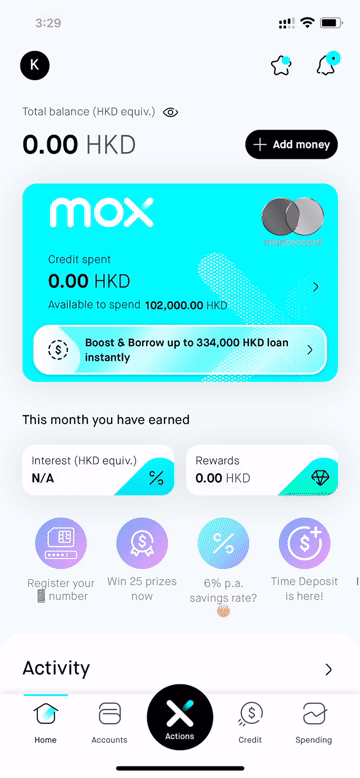 3:29
K
Total balance (HKD equiv.)
0.00 HKD
Add money
mox
mastercard
Credit spent
0.00 HKD
Available to spend 102,000.00 HKD
Boost & Borrow up to 334,000 HKD loan
instantly
This month you have earned
Interest (HKD equiv.)
N/A
Rewards
0.00 HKD
Register your
📱 number
Win 25 prizes
now
6% p.a.
savings rate?
Time Deposit
is here!
Activity
Home
Accounts
Actions
Credit
Spending